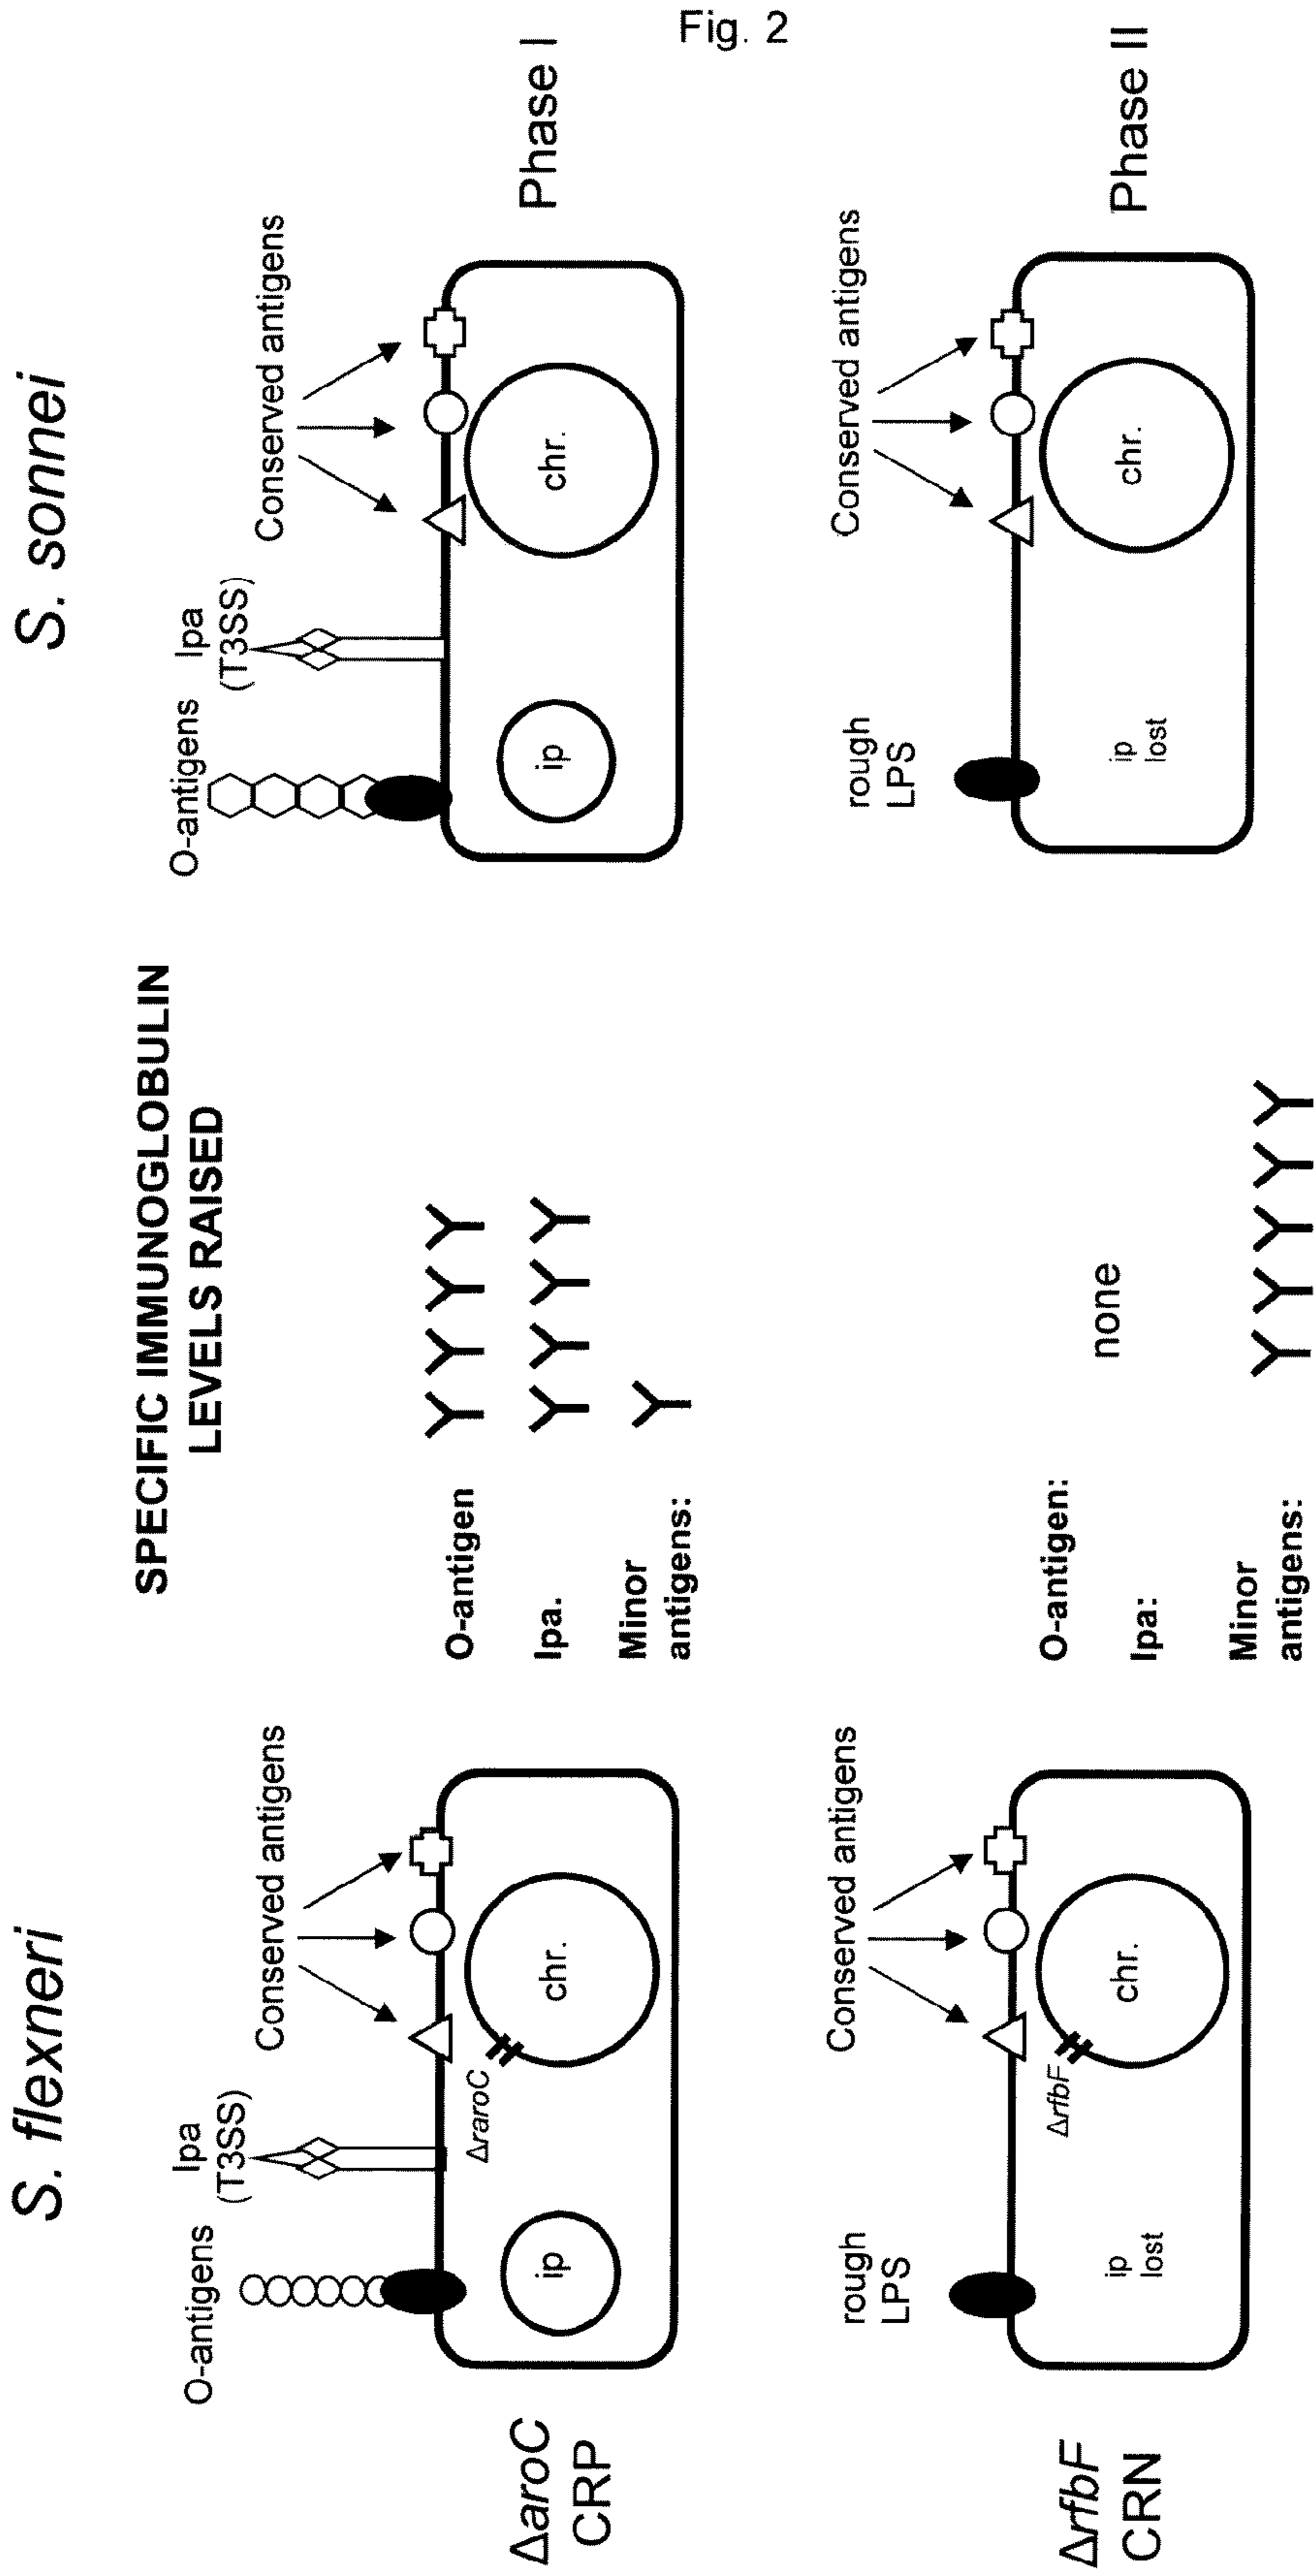 Fig. 2
S. flexneri
S. sonnei
SPECIFIC IMMUNOGLOBULIN
LEVELS RAISED
ΔaroC
CRP
O-antigens
Ipa
(T3SS)
Conserved antigens
ip
ΔraroC
chr.
O-antigen
Ipa.
Minor
antigens:
O-antigens
Ipa
(T3SS)
Conserved antigens
ip
chr.
Phase I
ΔrfbF
CRN
rough
LPS
Conserved antigens
ip
lost
ΔrfbF
chr.
O-antigen:
none
Ipa:
Minor
antigens:
rough
LPS
Conserved antigens
ip
lost
chr.
Phase II